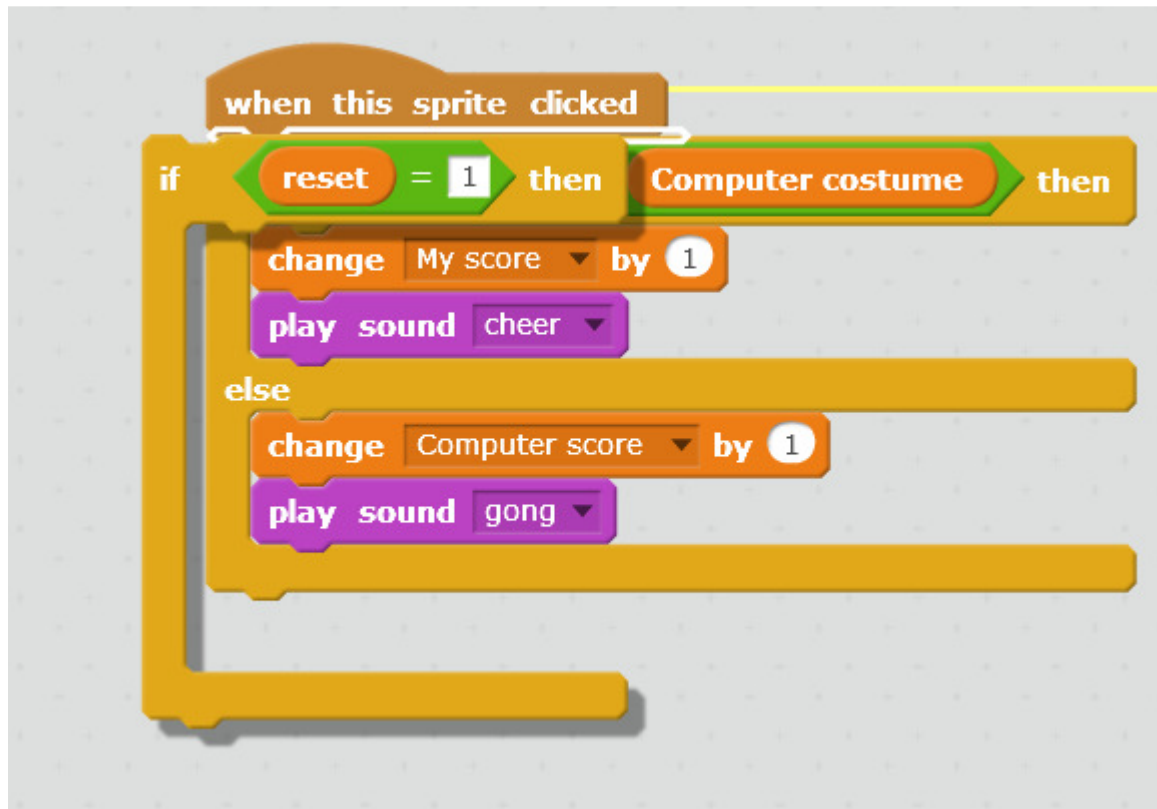 when this sprite clicked
if reset = 1 then Computer costume then
change My score by 1
play sound cheer
else
change Computer score by 1
play sound gong